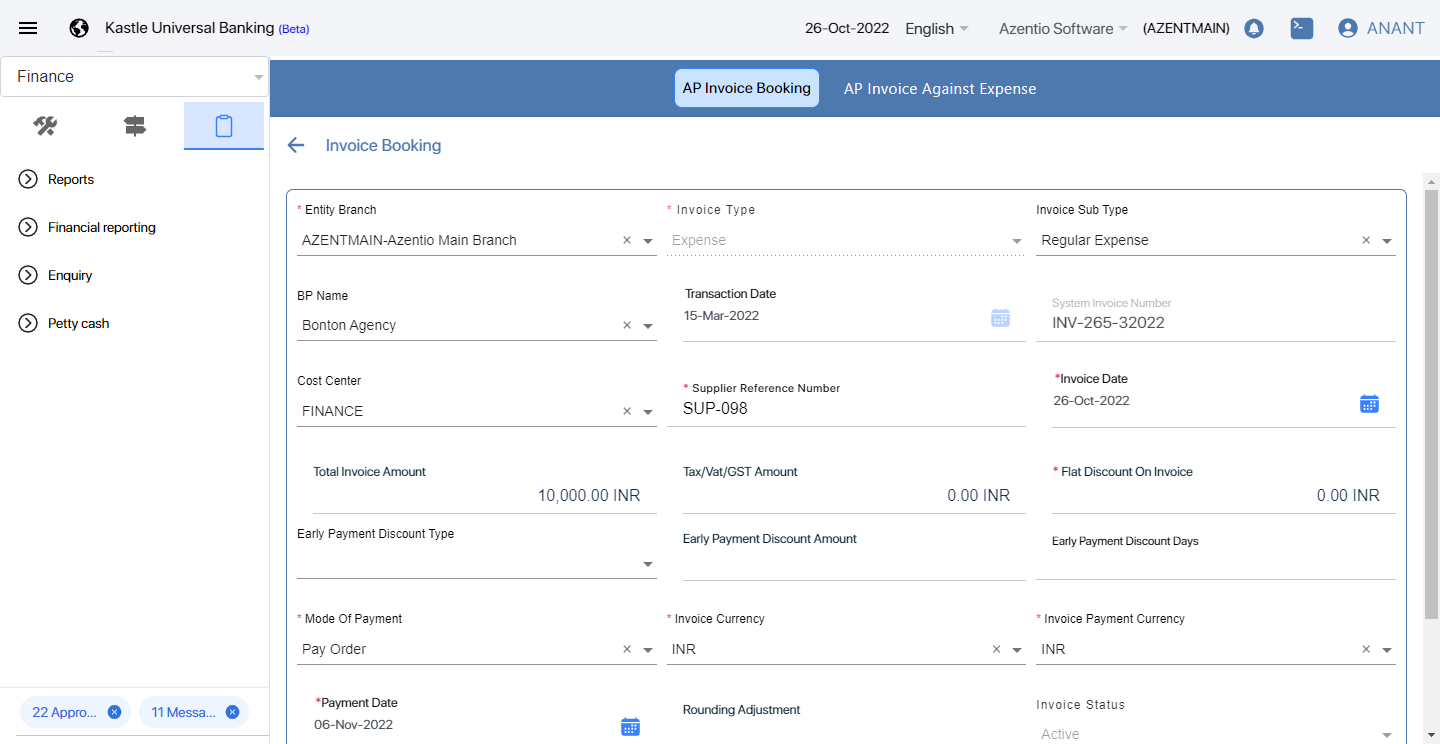 Kastle Universal Banking (Beta)
26-Oct-2022
English
Azentio Software
(AZENTMAIN)
ANANT
Finance
AP Invoice Booking
AP Invoice Against Expense
Reports
Financial reporting
Enquiry
Petty cash
22 Appro...
11 Messa...
Invoice Booking
* Entity Branch
* Invoice Type
Invoice Sub Type
AZENTMAIN-Azentio Main Branch
Expense
Regular Expense
BP Name
Transaction Date
System Invoice Number
Bonton Agency
15-Mar-2022
INV-265-32022
Cost Center
* Supplier Reference Number
*Invoice Date
FINANCE
SUP-098
26-Oct-2022
Total Invoice Amount
Tax/Vat/GST Amount
* Flat Discount On Invoice
10,000.00 INR
0.00 INR
0.00 INR
Early Payment Discount Type
Early Payment Discount Amount
Early Payment Discount Days
* Mode Of Payment
* Invoice Currency
* Invoice Payment Currency
Pay Order
INR
INR
*Payment Date
Rounding Adjustment
Invoice Status
06-Nov-2022
Active